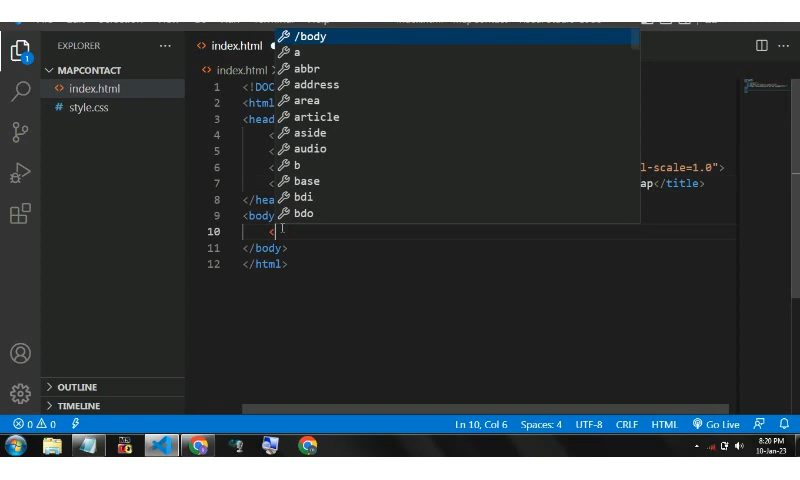 EXPLORER
MAPCONTACT
index.html
style.css
OUTLINE
TIMELINE
index.html
index.html
1 <!DOC
2 <html
3 <head
4 <
5 <
6 < l-scale=1.0">
7 < ap</title>
8 </hea
9 <body
10 <
11 </body>
12 </html>
/body
a
abbr
address
area
article
aside
audio
b
base
bdi
bdo
0 0 Ln 10, Col 6 Spaces: 4 UTF-8 CRLF HTML Go Live
8:20 PM
10-Jan-23